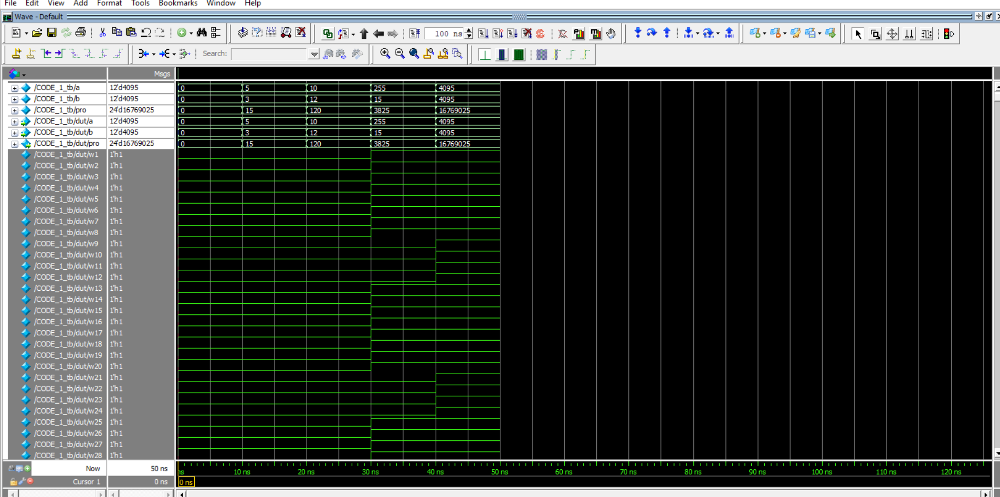 File Edit View Add Format Tools Bookmarks Window Help
Wave - Default
100 ns
Search:
Msgs
/CODE_1_tb/a 12'd4095 0 5 10 255 4095
/CODE_1_tb/b 12'd4095 0 3 12 15 4095
/CODE_1_tb/pro 24'd16769025 0 15 120 3825 16769025
/CODE_1_tb/dut/a 12'd4095 0 5 10 255 4095
/CODE_1_tb/dut/b 12'd4095 0 3 12 15 4095
/CODE_1_tb/dut/pro 24'd16769025 0 15 120 3825 16769025
/CODE_1_tb/dut/w1 1'h1
/CODE_1_tb/dut/w2 1'h1
/CODE_1_tb/dut/w3 1'h1
/CODE_1_tb/dut/w4 1'h1
/CODE_1_tb/dut/w5 1'h1
/CODE_1_tb/dut/w6 1'h1
/CODE_1_tb/dut/w7 1'h1
/CODE_1_tb/dut/w8 1'h1
/CODE_1_tb/dut/w9 1'h1
/CODE_1_tb/dut/w10 1'h1
/CODE_1_tb/dut/w11 1'h1
/CODE_1_tb/dut/w12 1'h1
/CODE_1_tb/dut/w13 1'h1
/CODE_1_tb/dut/w14 1'h1
/CODE_1_tb/dut/w15 1'h1
/CODE_1_tb/dut/w16 1'h1
/CODE_1_tb/dut/w17 1'h1
/CODE_1_tb/dut/w18 1'h1
/CODE_1_tb/dut/w19 1'h1
/CODE_1_tb/dut/w20 1'h1
/CODE_1_tb/dut/w21 1'h1
/CODE_1_tb/dut/w22 1'h1
/CODE_1_tb/dut/w23 1'h1
/CODE_1_tb/dut/w24 1'h1
/CODE_1_tb/dut/w25 1'h1
/CODE_1_tb/dut/w26 1'h1
/CODE_1_tb/dut/w27 1'h1
/CODE_1_tb/dut/w28 1'h1
Now 50 ns ns 10 ns 20 ns 30 ns 40 ns 50 ns 60 ns 70 ns 80 ns 90 ns 100 ns 110 ns 120 ns
Cursor 1 0 ns 0 ns